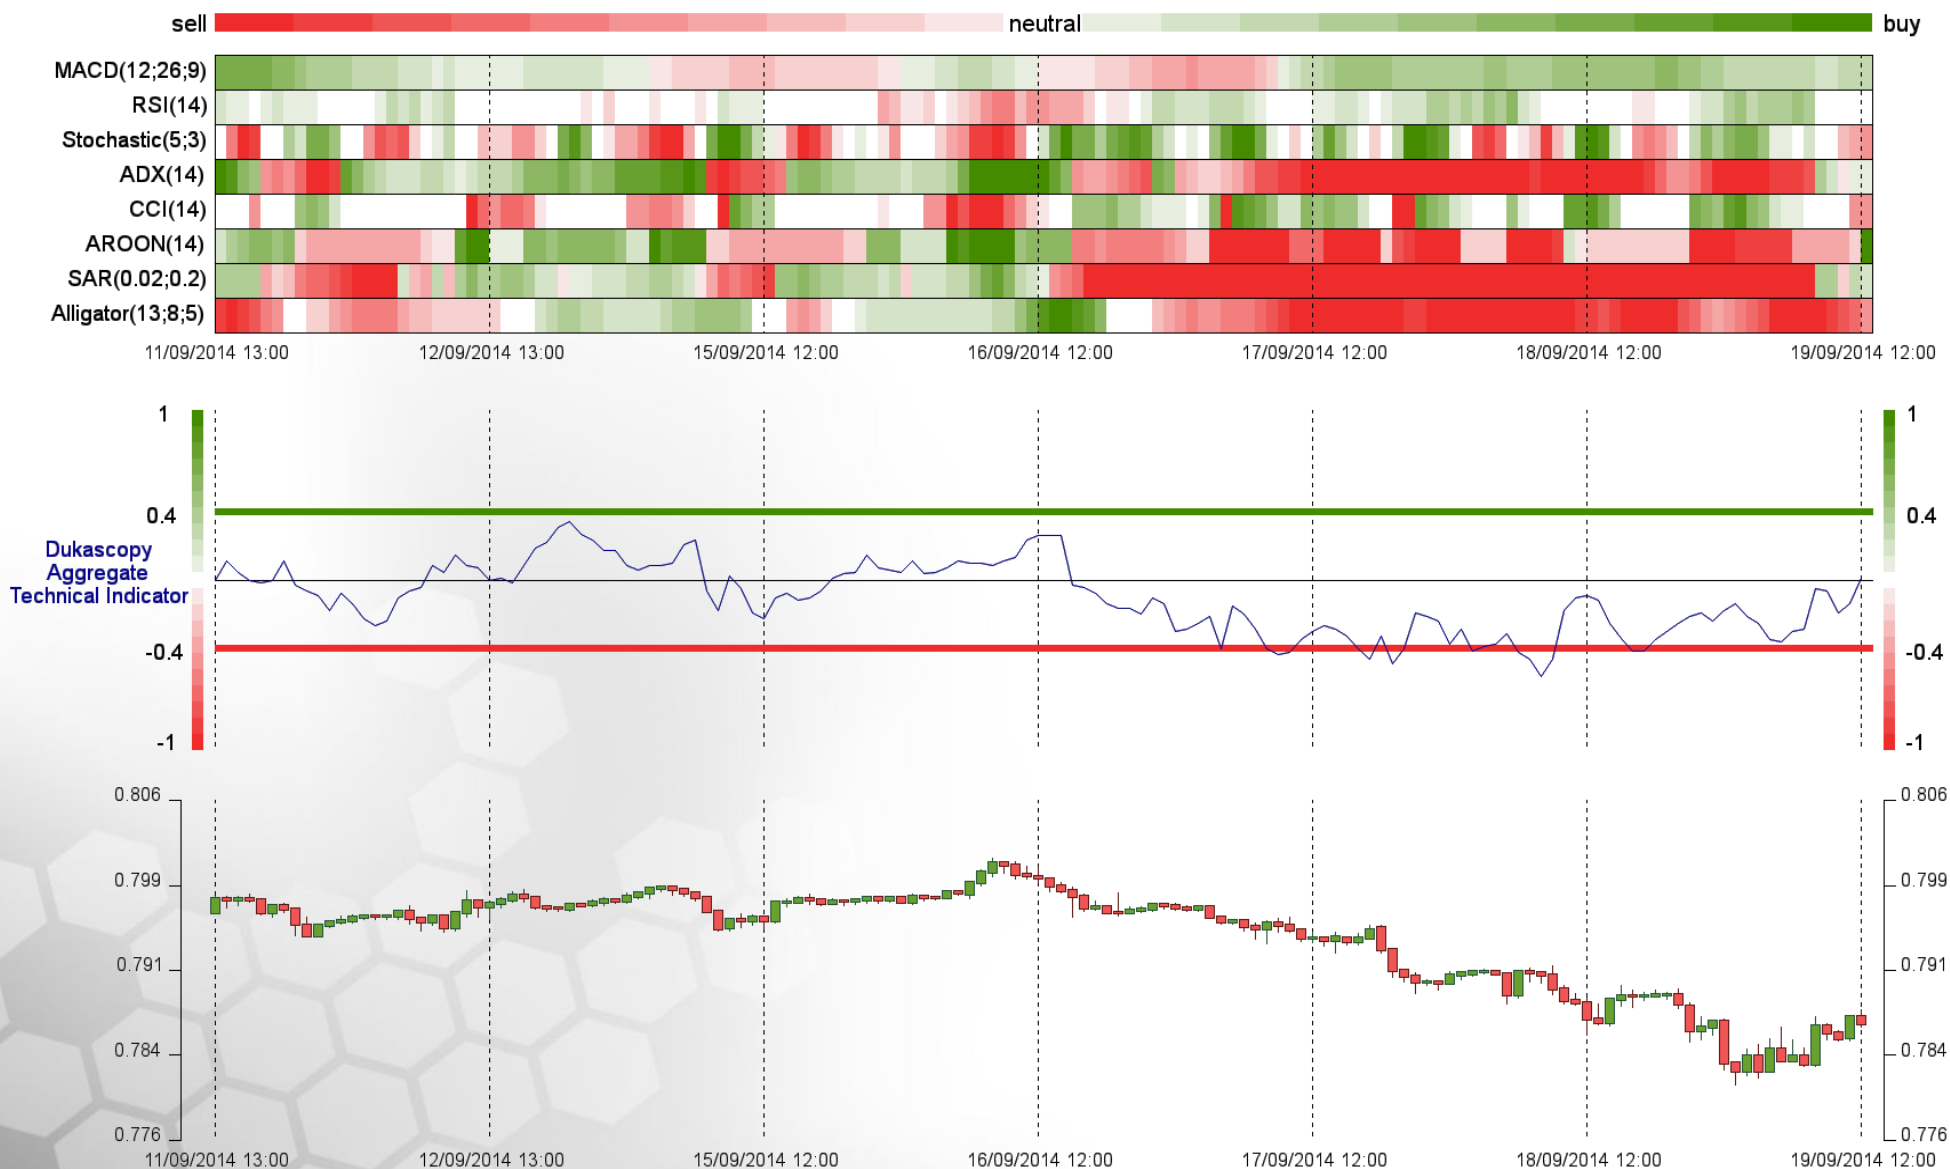 sell neutral buy
MACD(12;26;9)
RSI(14)
Stochastic(5;3)
ADX(14)
CCI(14)
AROON(14)
SAR(0.02;0.2)
Alligator(13;8;5)
11/09/2014 13:00 12/09/2014 13:00 15/09/2014 12:00 16/09/2014 12:00 17/09/2014 12:00 18/09/2014 12:00 19/09/2014 12:00
1 1
0.4 0.4
Dukascopy
Aggregate
Technical Indicator
-0.4 -0.4
-1 -1
0.806 0.806
0.799 0.799
0.791 0.791
0.784 0.784
0.776 0.776
11/09/2014 13:00 12/09/2014 13:00 15/09/2014 12:00 16/09/2014 12:00 17/09/2014 12:00 18/09/2014 12:00 19/09/2014 12:00